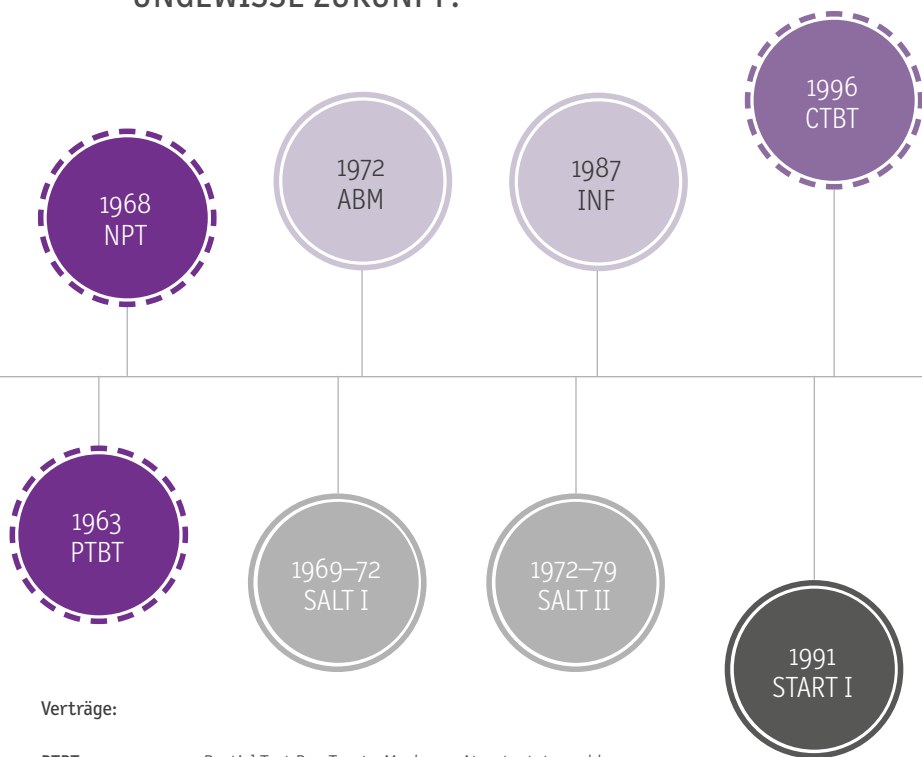 UNGEWISSE ZUKUNFT?
1996
CTBT
1972
ABM
1987
INF
1968
NPT
1963
PTBT
1969–72
SALT I
1972–79
SALT II
1991
START I
Verträge: